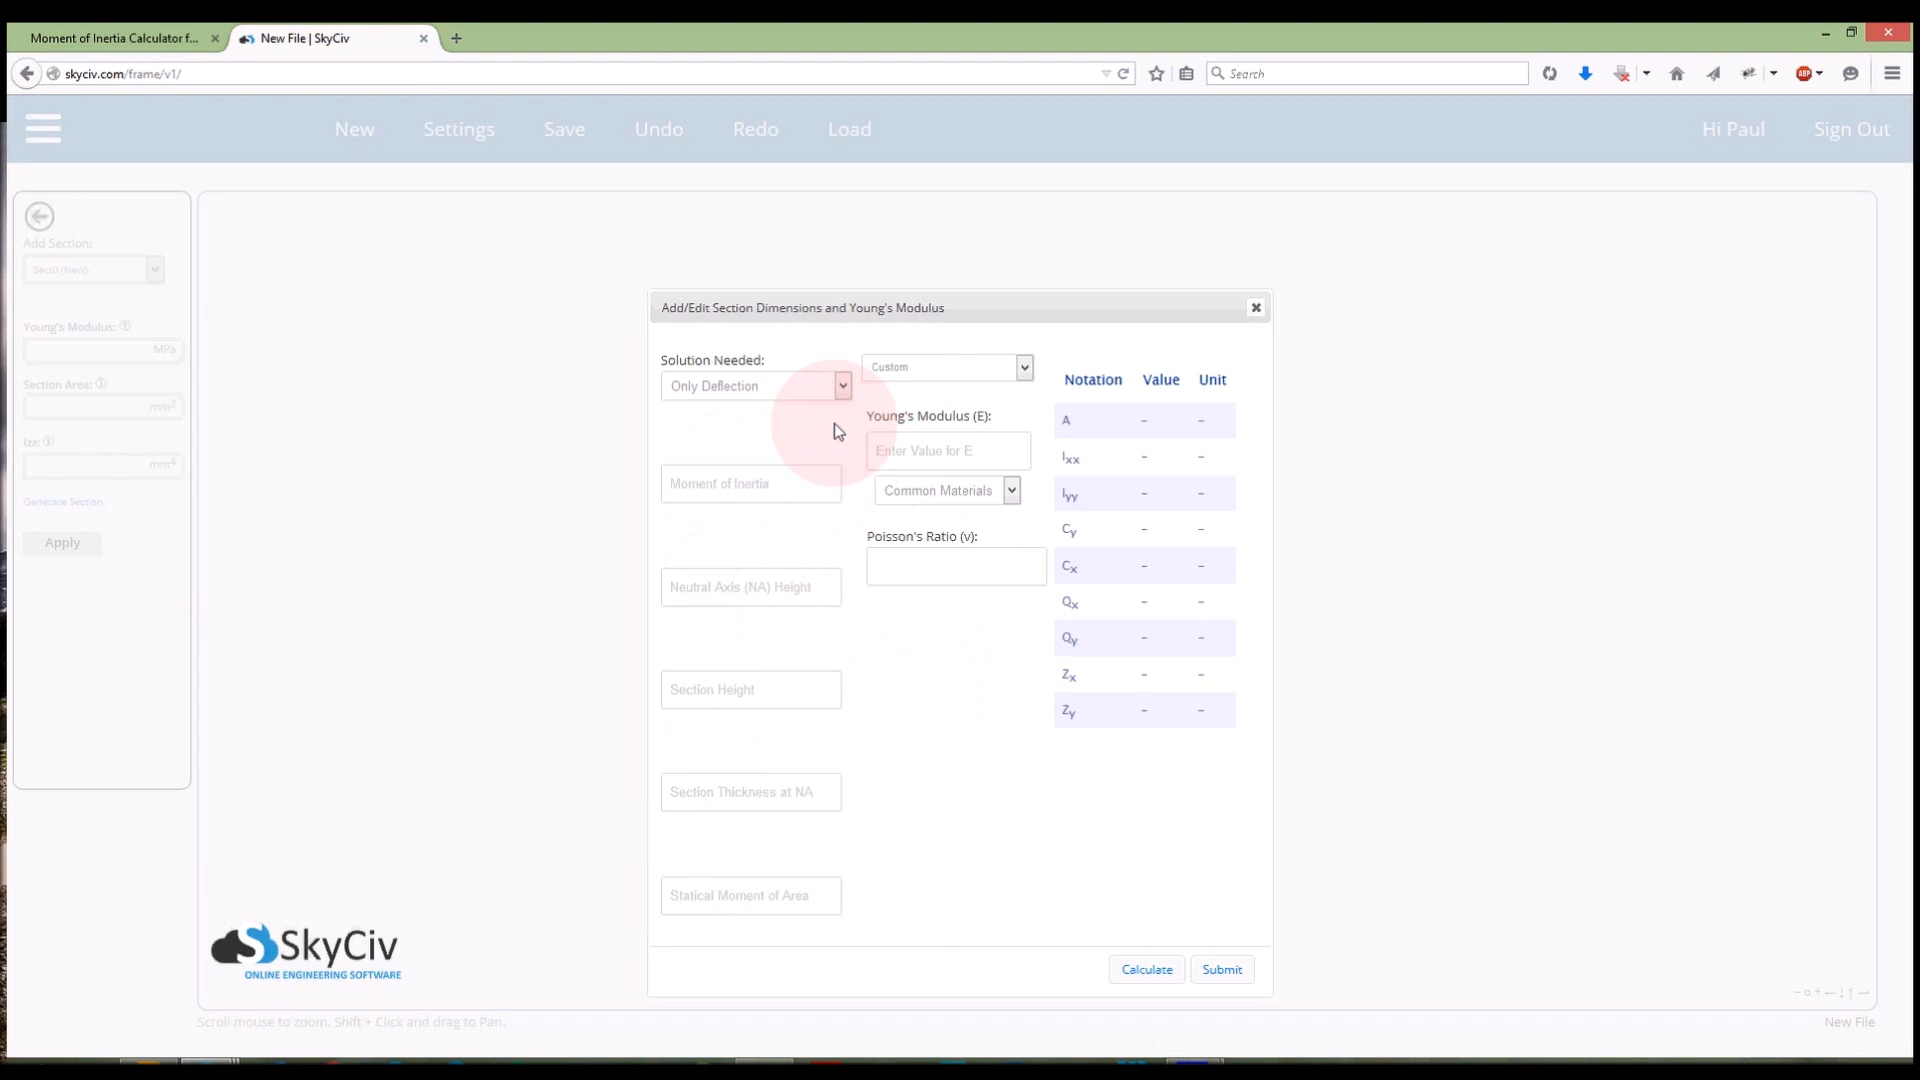 Moment of Inertia Calculator f...
New File | SkyCiv
skyciv.com/frame/v1/
Search
ABP
New
Settings
Save
Undo
Redo
Load
Hi Paul
Sign Out
Add Section:
Sect0 (New)
Young's Modulus:
MPa
Section Area:
mm2
Izz:
mm4
Generate Section
Apply
Add/Edit Section Dimensions and Young's Modulus
Solution Needed:
Only Deflection
Moment of Inertia
Neutral Axis (NA) Height
Section Height
Section Thickness at NA
Statical Moment of Area
Custom
Young's Modulus (E):
Enter Value for E
Common Materials
Poisson's Ratio (v):
Notation Value Unit
A - -
Ixx - -
Iyy - -
Cy - -
Cx - -
Qx - -
Qy - -
Zx - -
Zy - -
Calculate
Submit
SkyCiv
ONLINE ENGINEERING SOFTWARE
Scroll mouse to zoom. Shift + Click and drag to Pan.
New File